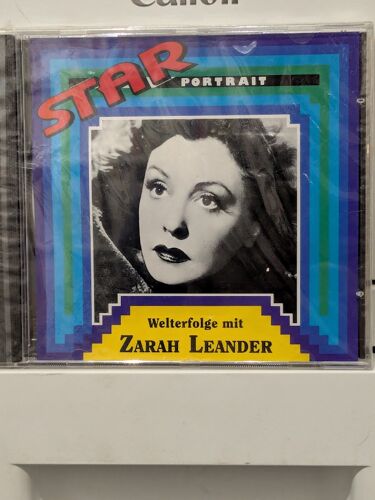 Canon
STAR
PORTRAIT
Welterfolge mit
ZARAH LEANDER